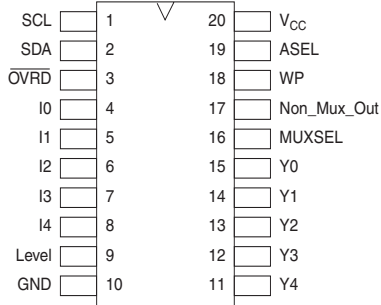 SCL 1 20 VCC
SDA 2 19 ASEL
OVRD 3 18 WP
I0 4 17 Non_Mux_Out
I1 5 16 MUXSEL
I2 6 15 Y0
I3 7 14 Y1
I4 8 13 Y2
Level 9 12 Y3
GND 10 11 Y4